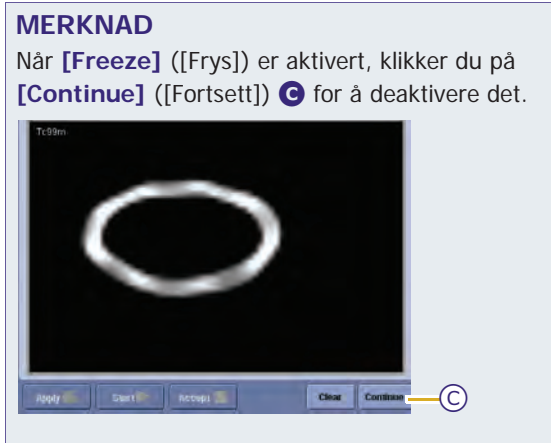 MERKNAD
Når [Freeze] ([Frys]) er aktivert, klikker du på
[Continue] ([Fortsett]) C for å deaktivere det.
Tc99m
Apply Start Accept Clear Continue C